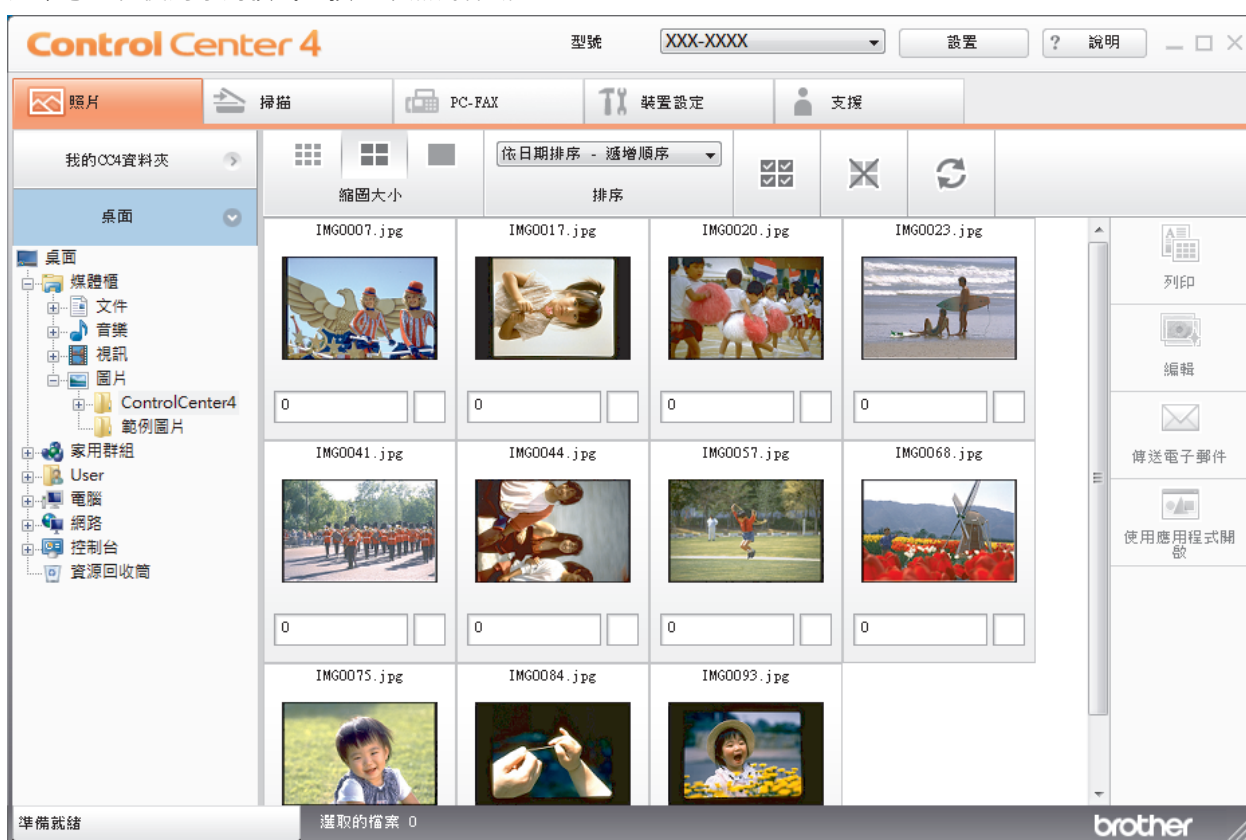 Control Center 4
型號
XXX-XXXX
設置
? 說明
照片
掃描
PC-FAX
裝置設定
支援
我的CC4資料夾
桌面
縮圖大小
依日期排序 - 遞增順序
排序
桌面
媒體櫃
文件
音樂
視訊
圖片
ControlCenter4
範例圖片
家用群組
User
電腦
網路
控制台
資源回收筒
IMG0007.jpg
IMG0017.jpg
IMG0020.jpg
IMG0023.jpg
0
0
0
0
IMG0041.jpg
IMG0044.jpg
IMG0057.jpg
IMG0068.jpg
0
0
0
0
IMG0075.jpg
IMG0084.jpg
IMG0093.jpg
列印
編輯
傳送電子郵件
使用應用程式開
啟
準備就緒
選取的檔案 0
brother